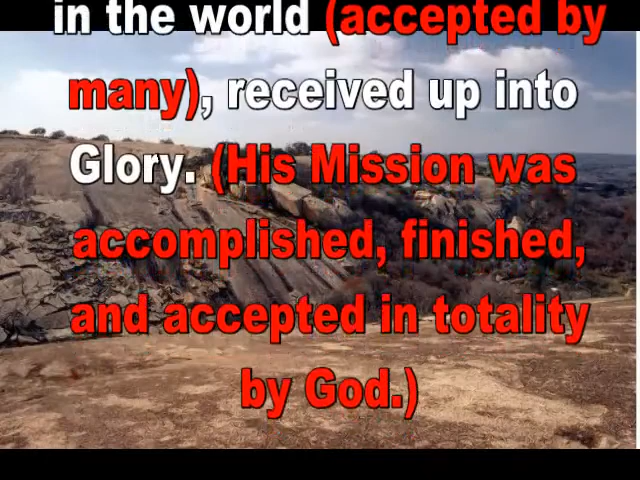 in the world (accepted by
many), received up into
Glory. (His Mission was
accomplished, finished,
and accepted in totality
by God.)